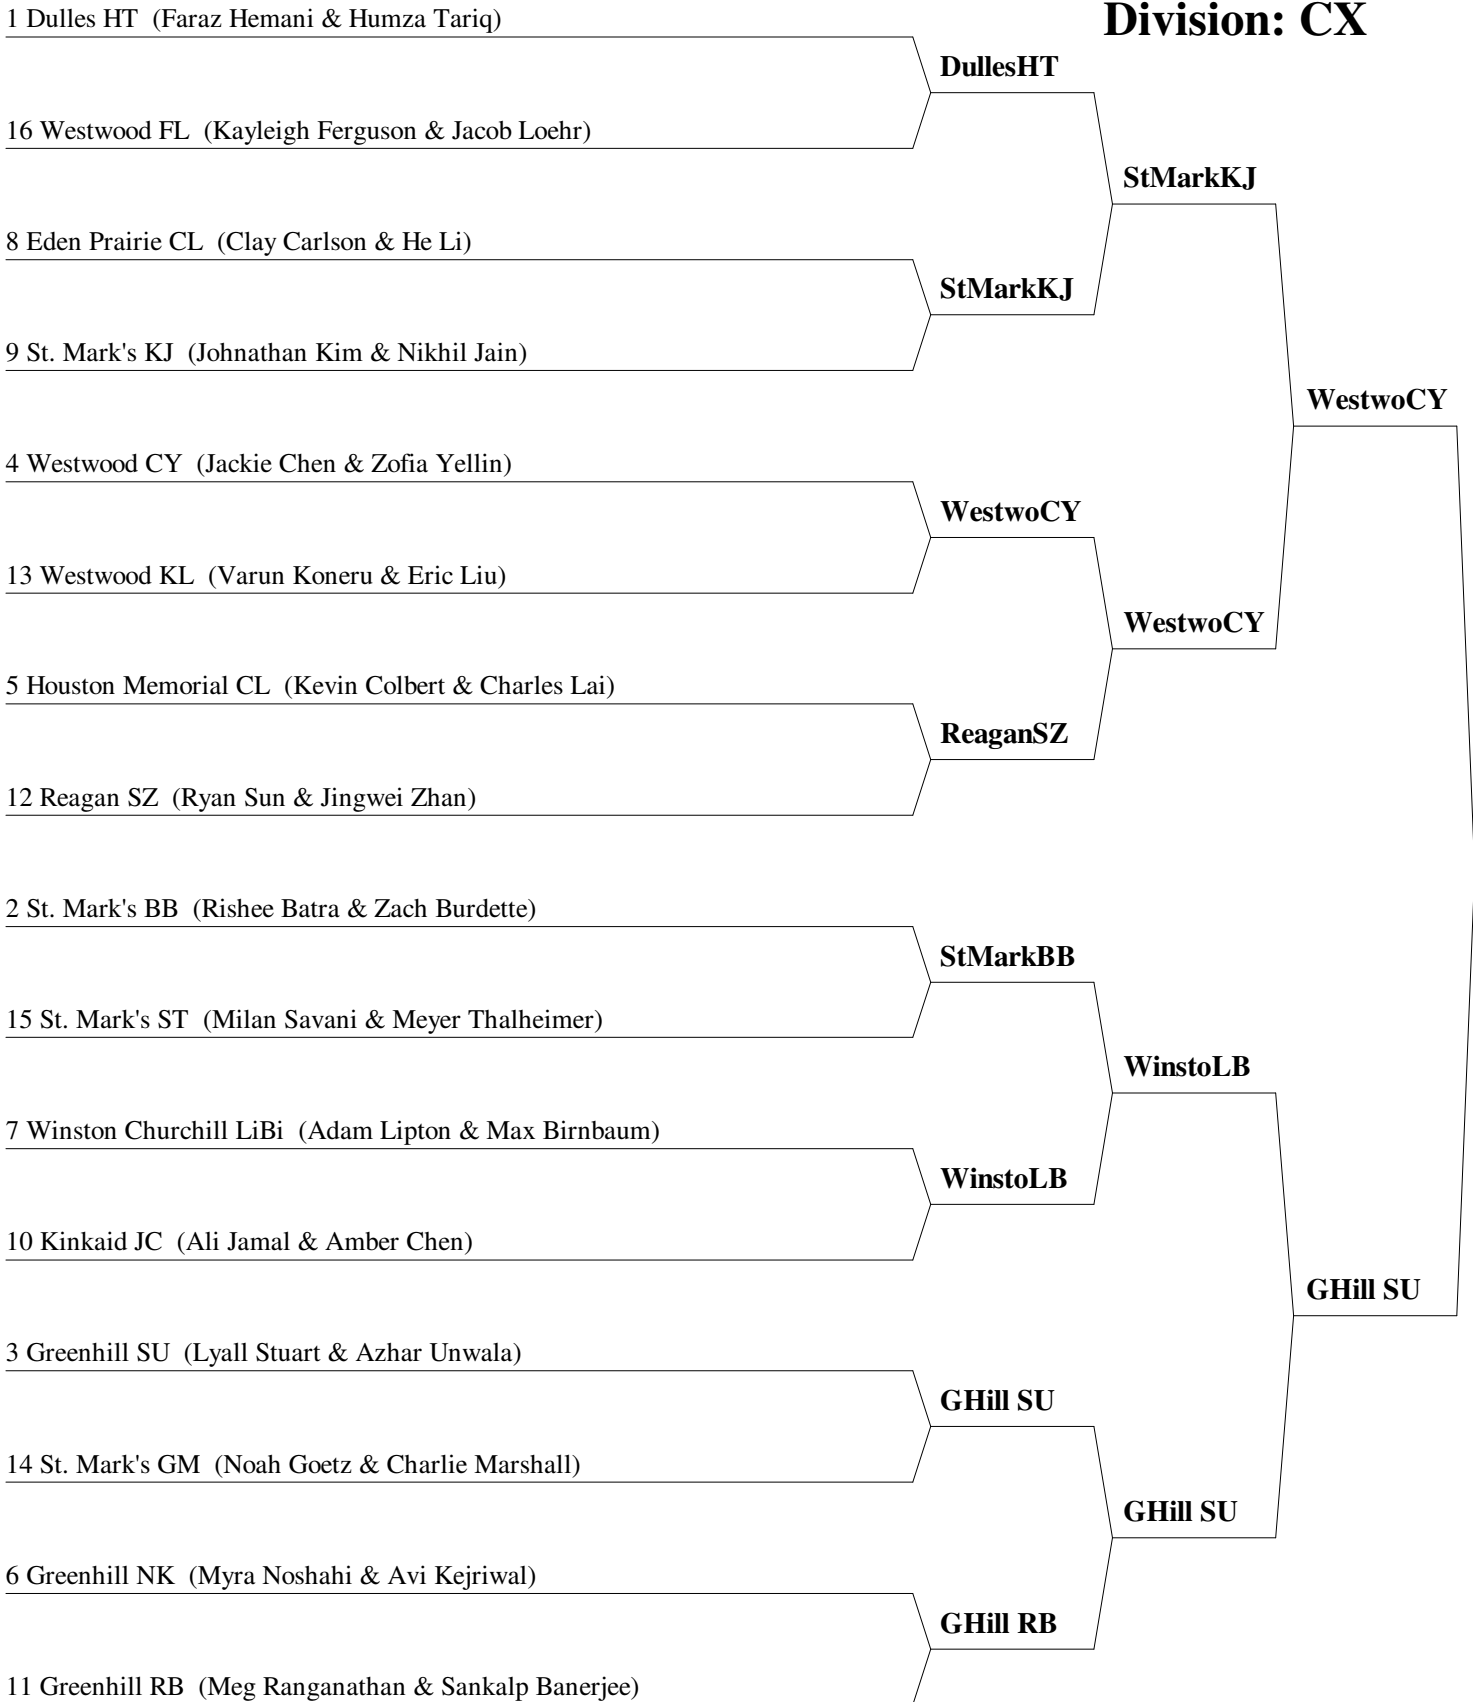 Division: CX
1 Dulles HT  (Faraz Hemani & Humza Tariq)
DullesHT
16 Westwood FL  (Kayleigh Ferguson & Jacob Loehr)
StMarkKJ
8 Eden Prairie CL  (Clay Carlson & He Li)
StMarkKJ
9 St. Mark's KJ  (Johnathan Kim & Nikhil Jain)
WestwoCY
4 Westwood CY  (Jackie Chen & Zofia Yellin)
WestwoCY
13 Westwood KL  (Varun Koneru & Eric Liu)
WestwoCY
5 Houston Memorial CL  (Kevin Colbert & Charles Lai)
ReaganSZ
12 Reagan SZ  (Ryan Sun & Jingwei Zhan)
2 St. Mark's BB  (Rishee Batra & Zach Burdette)
StMarkBB
15 St. Mark's ST  (Milan Savani & Meyer Thalheimer)
WinstoLB
7 Winston Churchill LiBi  (Adam Lipton & Max Birnbaum)
WinstoLB
10 Kinkaid JC  (Ali Jamal & Amber Chen)
GHill SU
3 Greenhill SU  (Lyall Stuart & Azhar Unwala)
GHill SU
14 St. Mark's GM  (Noah Goetz & Charlie Marshall)
GHill SU
6 Greenhill NK  (Myra Noshahi & Avi Kejriwal)
GHill RB
11 Greenhill RB  (Meg Ranganathan & Sankalp Banerjee)